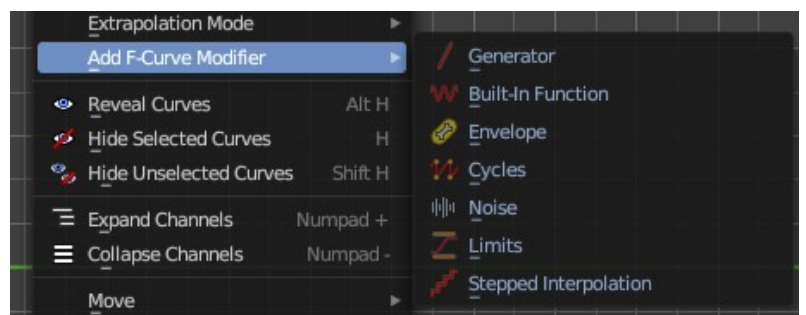 Extrapolation Mode
Add F-Curve Modifier
Reveal Curves Alt H
Hide Selected Curves H
Hide Unselected Curves Shift H
Expand Channels Numpad +
Collapse Channels Numpad -
Move
Generator
Built-In Function
Envelope
Cycles
Noise
Limits
Stepped Interpolation